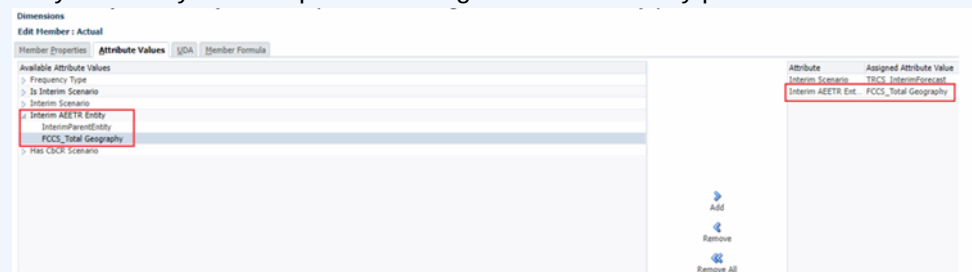 Dimensions
Edit Member : Actual
Member Properties Attribute Values UDA Member Formula
Available Attribute Values
Frequency Type
Is Interim Scenario
Interim Scenario
Interim AEETR Entity
InterimParentEntity
FCCS_Total Geography
Has CbCR Scenario
Add
Remove
Remove All
Attribute Assigned Attribute Value
Interim Scenario TRCS_InterimForecast
Interim AEETR Ent... FCCS_Total Geography